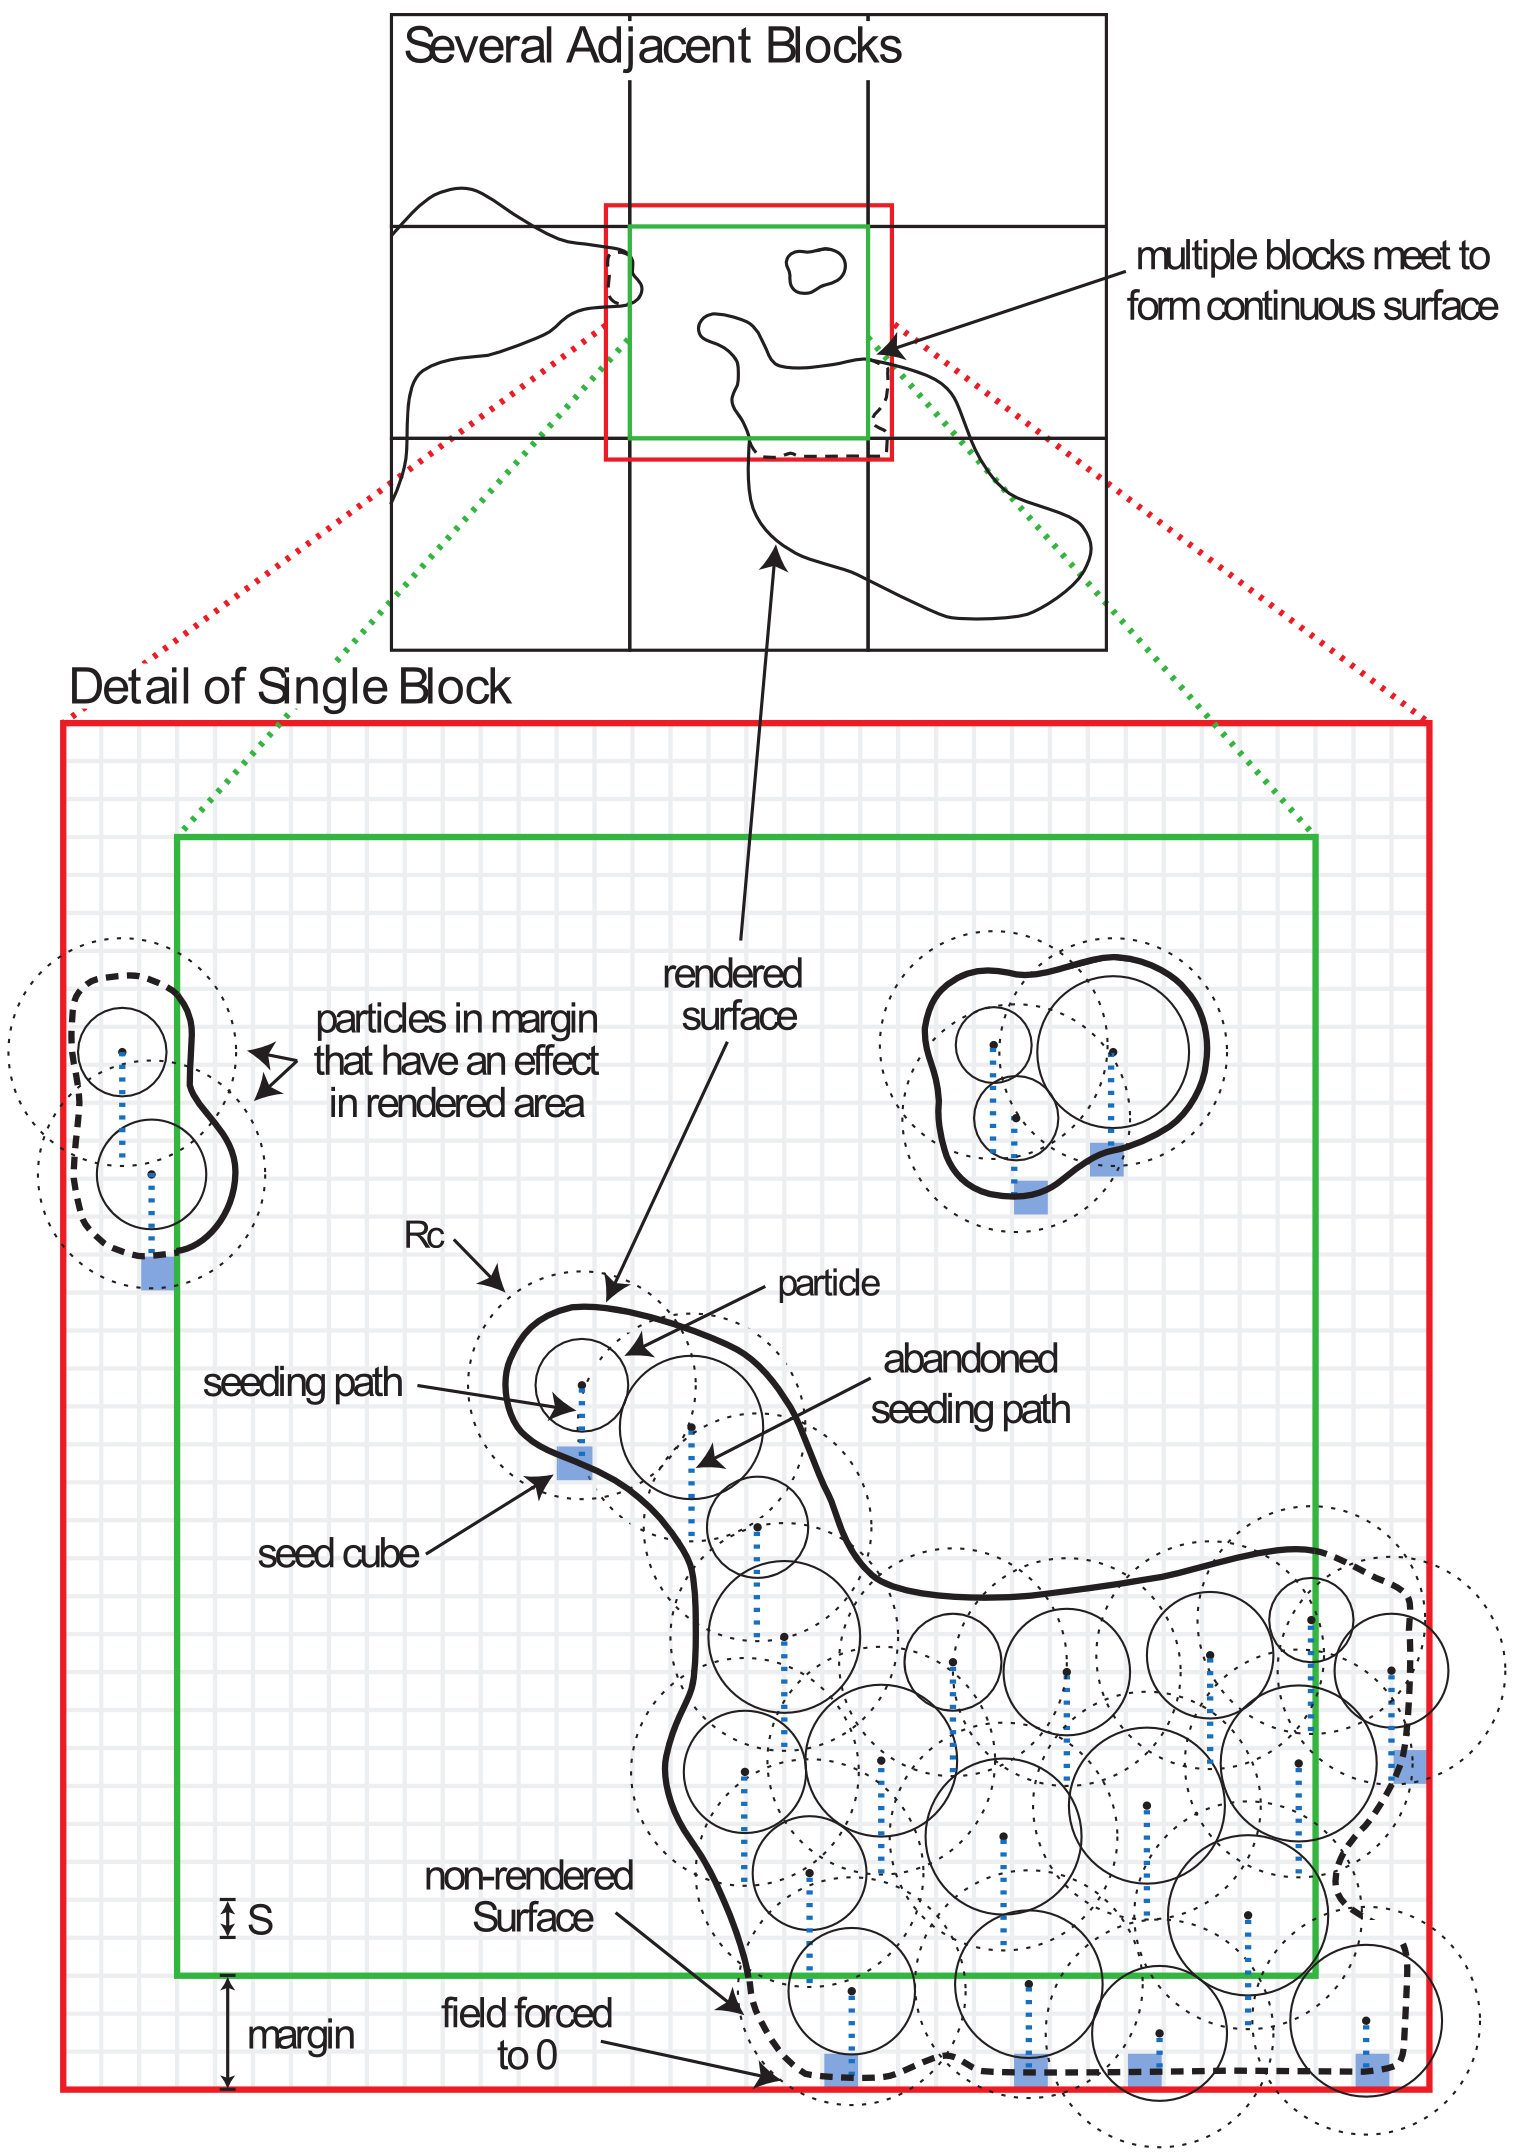 Several Adjacent Blocks
multiple blocks meet to
form continuous surface
Detail of Single Block
rendered
surface
particles in margin
that have an effect
in rendered area
Rc
particle
seeding path
abandoned
seeding path
seed cube
non-rendered
Surface
S
field forced
to 0
margin